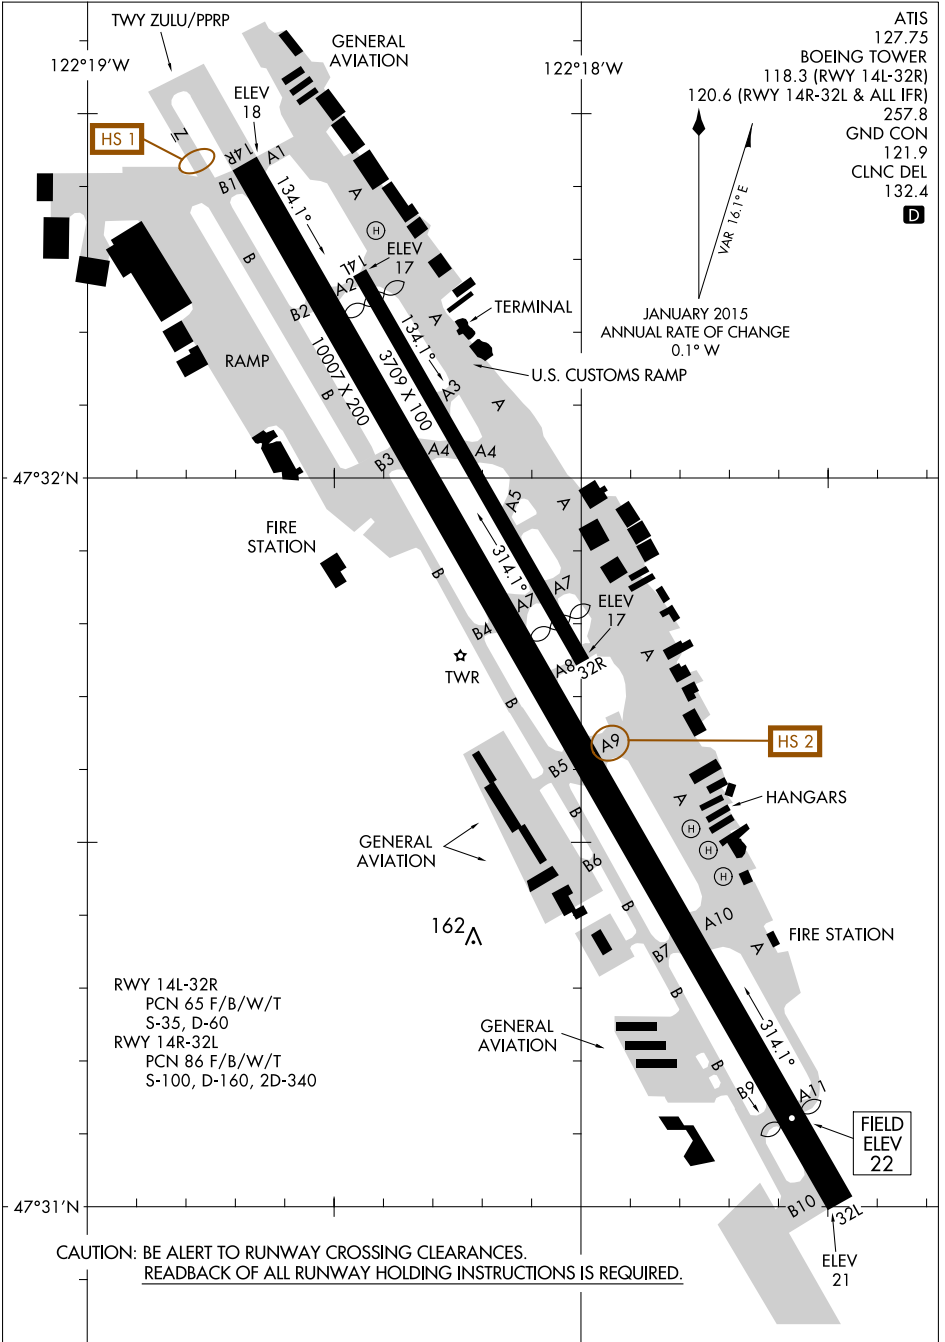 TWY ZULU/PPRP
GENERAL
AVIATION
122°19'W
122°18'W
ATIS
127.75
BOEING TOWER
118.3 (RWY 14L-32R)
120.6 (RWY 14R-32L & ALL IFR)
257.8
GND CON
121.9
CLNC DEL
132.4
D
VAR 16.1° E
JANUARY 2015
ANNUAL RATE OF CHANGE
0.1° W
ELEV
18
HS 1
Z
14R
A1
B1
134.1°
A
H
B
14L
ELEV
17
A2
B2
A
TERMINAL
134.1°
RAMP
10007 X 200
3709 X 100
U.S. CUSTOMS RAMP
B
A3
A
B3
A4
A4
47°32'N
A5
A
FIRE
STATION
314.1°
B
A7
A7
ELEV
17
B4
TWR
A8
32R
A
B
A9
HS 2
B5
A
HANGARS
B
H
H
H
GENERAL
AVIATION
B6
B
A10
162
B7
A
FIRE STATION
RWY 14L-32R
PCN 65 F/B/W/T
S-35, D-60
RWY 14R-32L
PCN 86 F/B/W/T
S-100, D-160, 2D-340
B
GENERAL
AVIATION
314.1°
B
B9
A11
FIELD
ELEV
22
47°31'N
B10
32L
ELEV
21
CAUTION: BE ALERT TO RUNWAY CROSSING CLEARANCES.
READBACK OF ALL RUNWAY HOLDING INSTRUCTIONS IS REQUIRED.